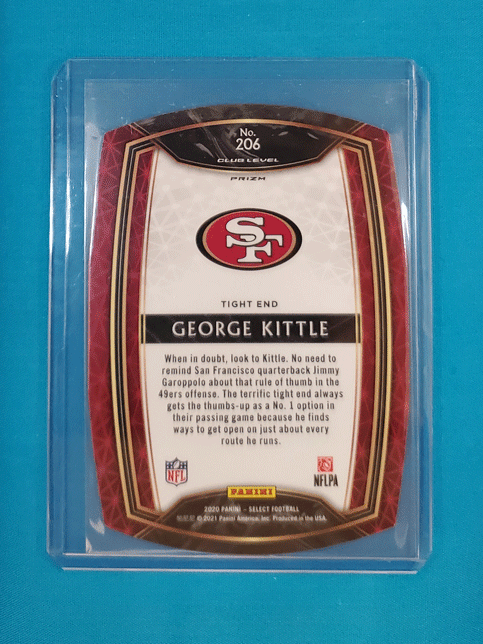 No.
206
CLUB LEVEL
PRIZM
SF
TIGHT END
GEORGE KITTLE
When in doubt, look to Kittle. No need to
remind San Francisco quarterback Jimmy
Garoppolo about that rule of thumb in the
49ers offense. The terrific tight end always
gets the thumbs-up as a No. 1 option in
their passing game because he finds
ways to get open on just about every
route he runs.
NFL
PANINI
NFLPA
2020 PANINI - SELECT FOOTBALL
© 2021 Panini America, Inc. Produced in the USA.